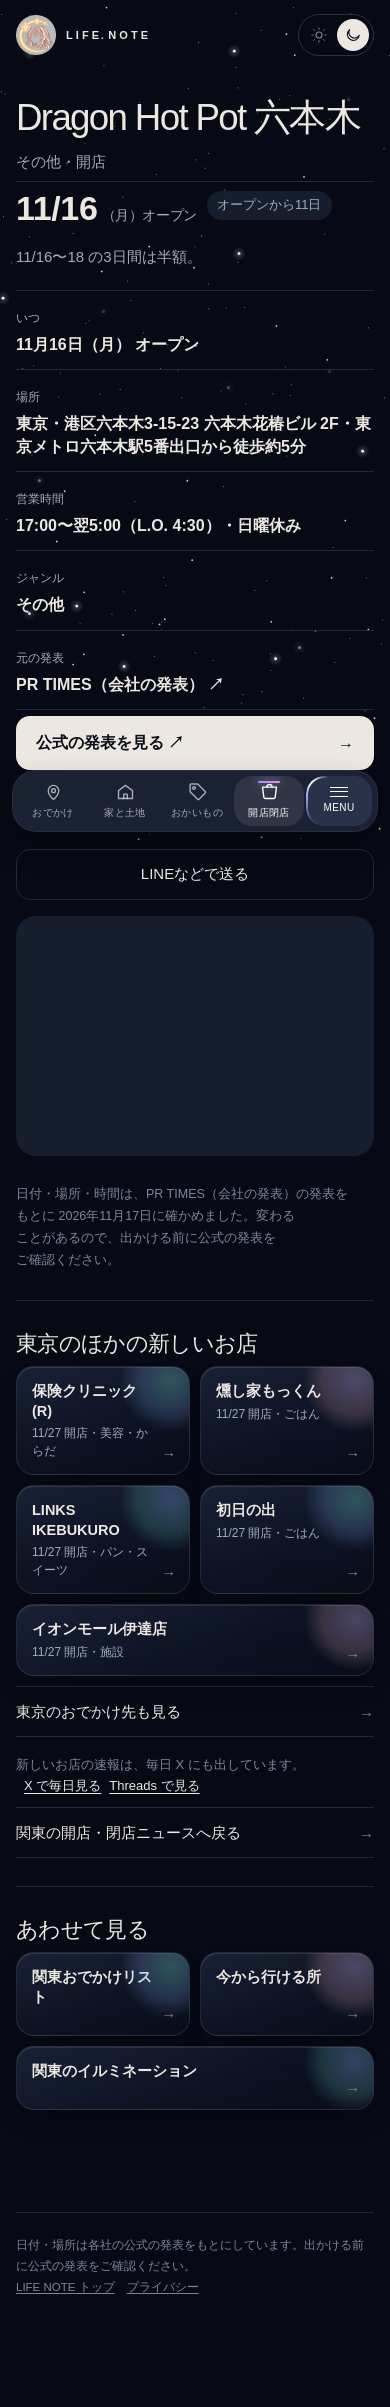 LIFE.NOTE
Dragon Hot Pot 六本木
その他・開店
11/16 （月）オープン オープンから11日
11/16〜18 の3日間は半額。
いつ
11月16日（月） オープン
場所
東京・港区六本木3-15-23 六本木花椿ビル 2F・東
京メトロ六本木駅5番出口から徒歩約5分
営業時間
17:00〜翌5:00（L.O. 4:30）・日曜休み
ジャンル
その他
元の発表
PR TIMES（会社の発表） ↗
公式の発表を見る ↗ →
おでかけ 家と土地 おかいもの 開店閉店 MENU
LINEなどで送る
日付・場所・時間は、PR TIMES（会社の発表）の発表を
もとに 2026年11月17日に確かめました。変わる
ことがあるので、出かける前に公式の発表を
ご確認ください。
東京のほかの新しいお店
保険クリニック
(R)
11/27 開店・美容・か
らだ →
燻し家もっくん
11/27 開店・ごはん
→
LINKS
IKEBUKURO
11/27 開店・パン・ス
イーツ →
初日の出
11/27 開店・ごはん
→
イオンモール伊達店
11/27 開店・施設 →
東京のおでかけ先も見る →
新しいお店の速報は、毎日 X にも出しています。
X で毎日見る Threads で見る
関東の開店・閉店ニュースへ戻る →
あわせて見る
関東おでかけリス
ト →
今から行ける所
→
関東のイルミネーション
→
日付・場所は各社の公式の発表をもとにしています。出かける前
に公式の発表をご確認ください。
LIFE NOTE トップ プライバシー